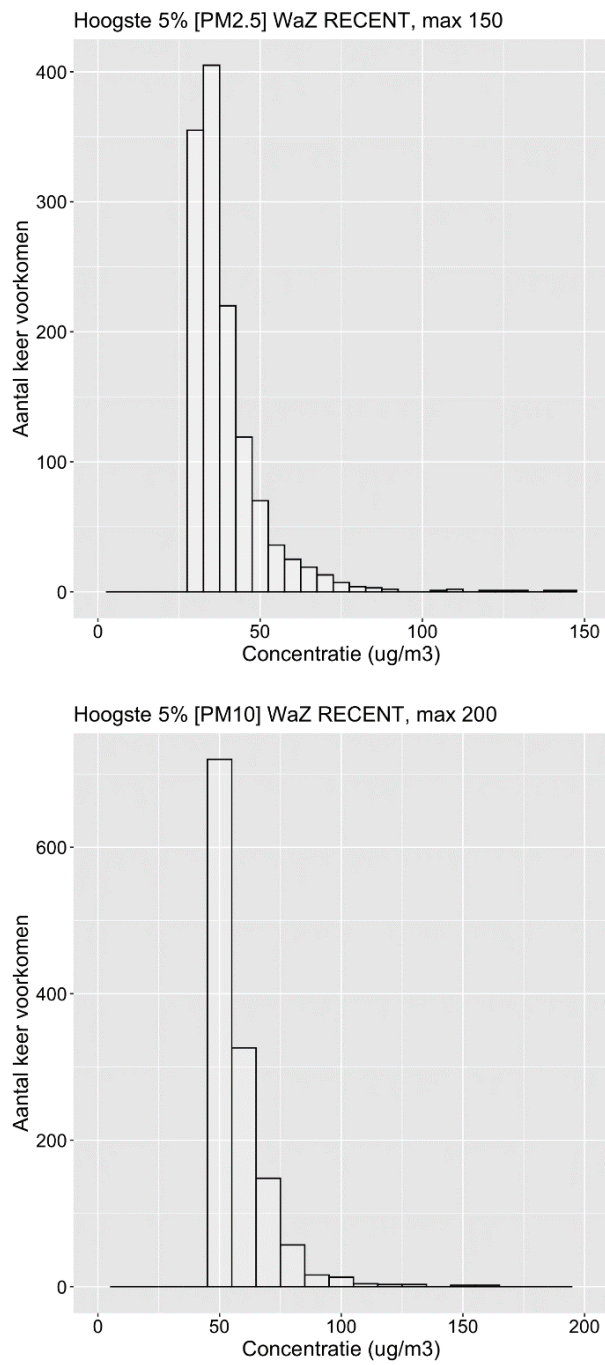 Hoogste 5% [PM2.5] WaZ RECENT, max 150
400
300
200
100
0
Aantal keer voorkomen
0 50 100 150
Concentratie (ug/m3)
Hoogste 5% [PM10] WaZ RECENT, max 200
600
400
200
0
Aantal keer voorkomen
0 50 100 150 200
Concentratie (ug/m3)